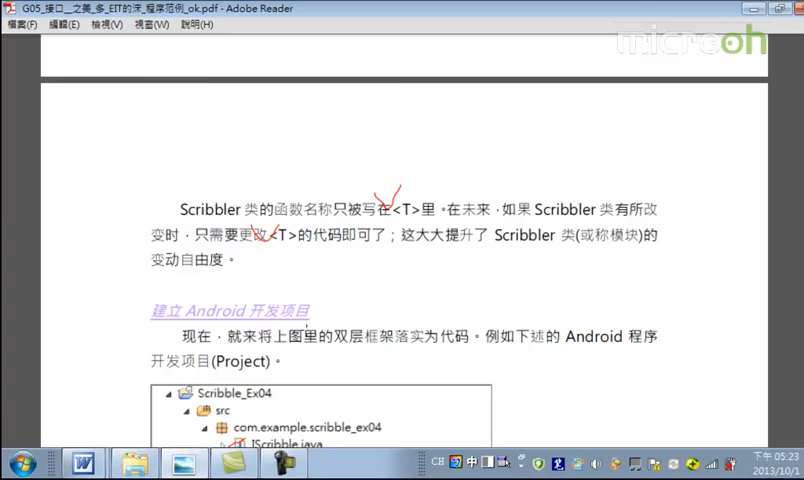 G05_接口__之美_多_EIT的沫_程序范例_ok.pdf - Adobe Reader
檔案(F) 編輯(E) 檢視(V) 視窗(W) 說明(H)
microoh
Scribbler 类的函数名称只被写在<T>里。在未来，如果 Scribbler 类有所改
变时，只需要更改<T>的代码即可了；这大大提升了 Scribbler 类(或称模块)的
变动自由度。
建立 Android 开发项目
现在，就来将上图里的双层框架落实为代码。例如下述的 Android 程序
开发项目(Project)。
Scribble_Ex04
src
com.example.scribble_ex04
IScribble.java
CH 中
下午 05:23
2013/10/1